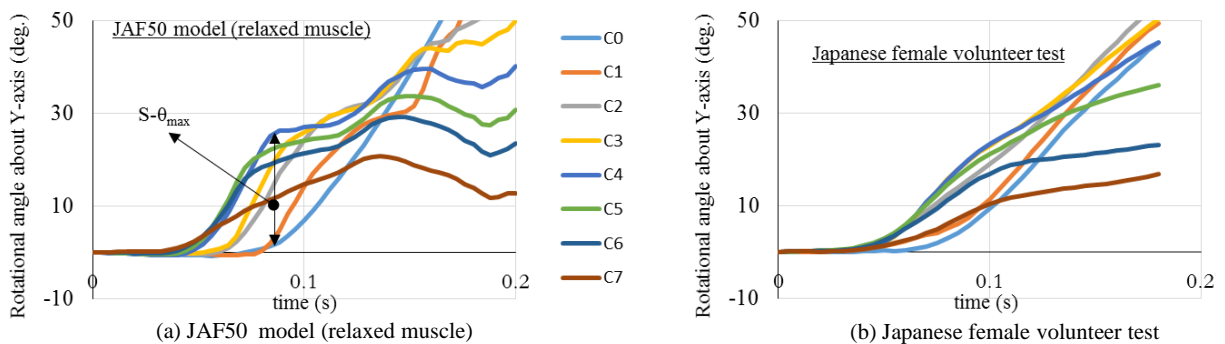 Rotational angle about Y-axis (deg.)
50
30
10
-10
JAF50 model (relaxed muscle)
S-θmax
0
0.1
0.2
time (s)
(a) JAF50 model (relaxed muscle)
C0
C1
C2
C3
C4
C5
C6
C7
Rotational angle about Y-axis (deg.)
50
30
10
-10
Japanese female volunteer test
0
0.1
0.2
time (s)
(b) Japanese female volunteer test